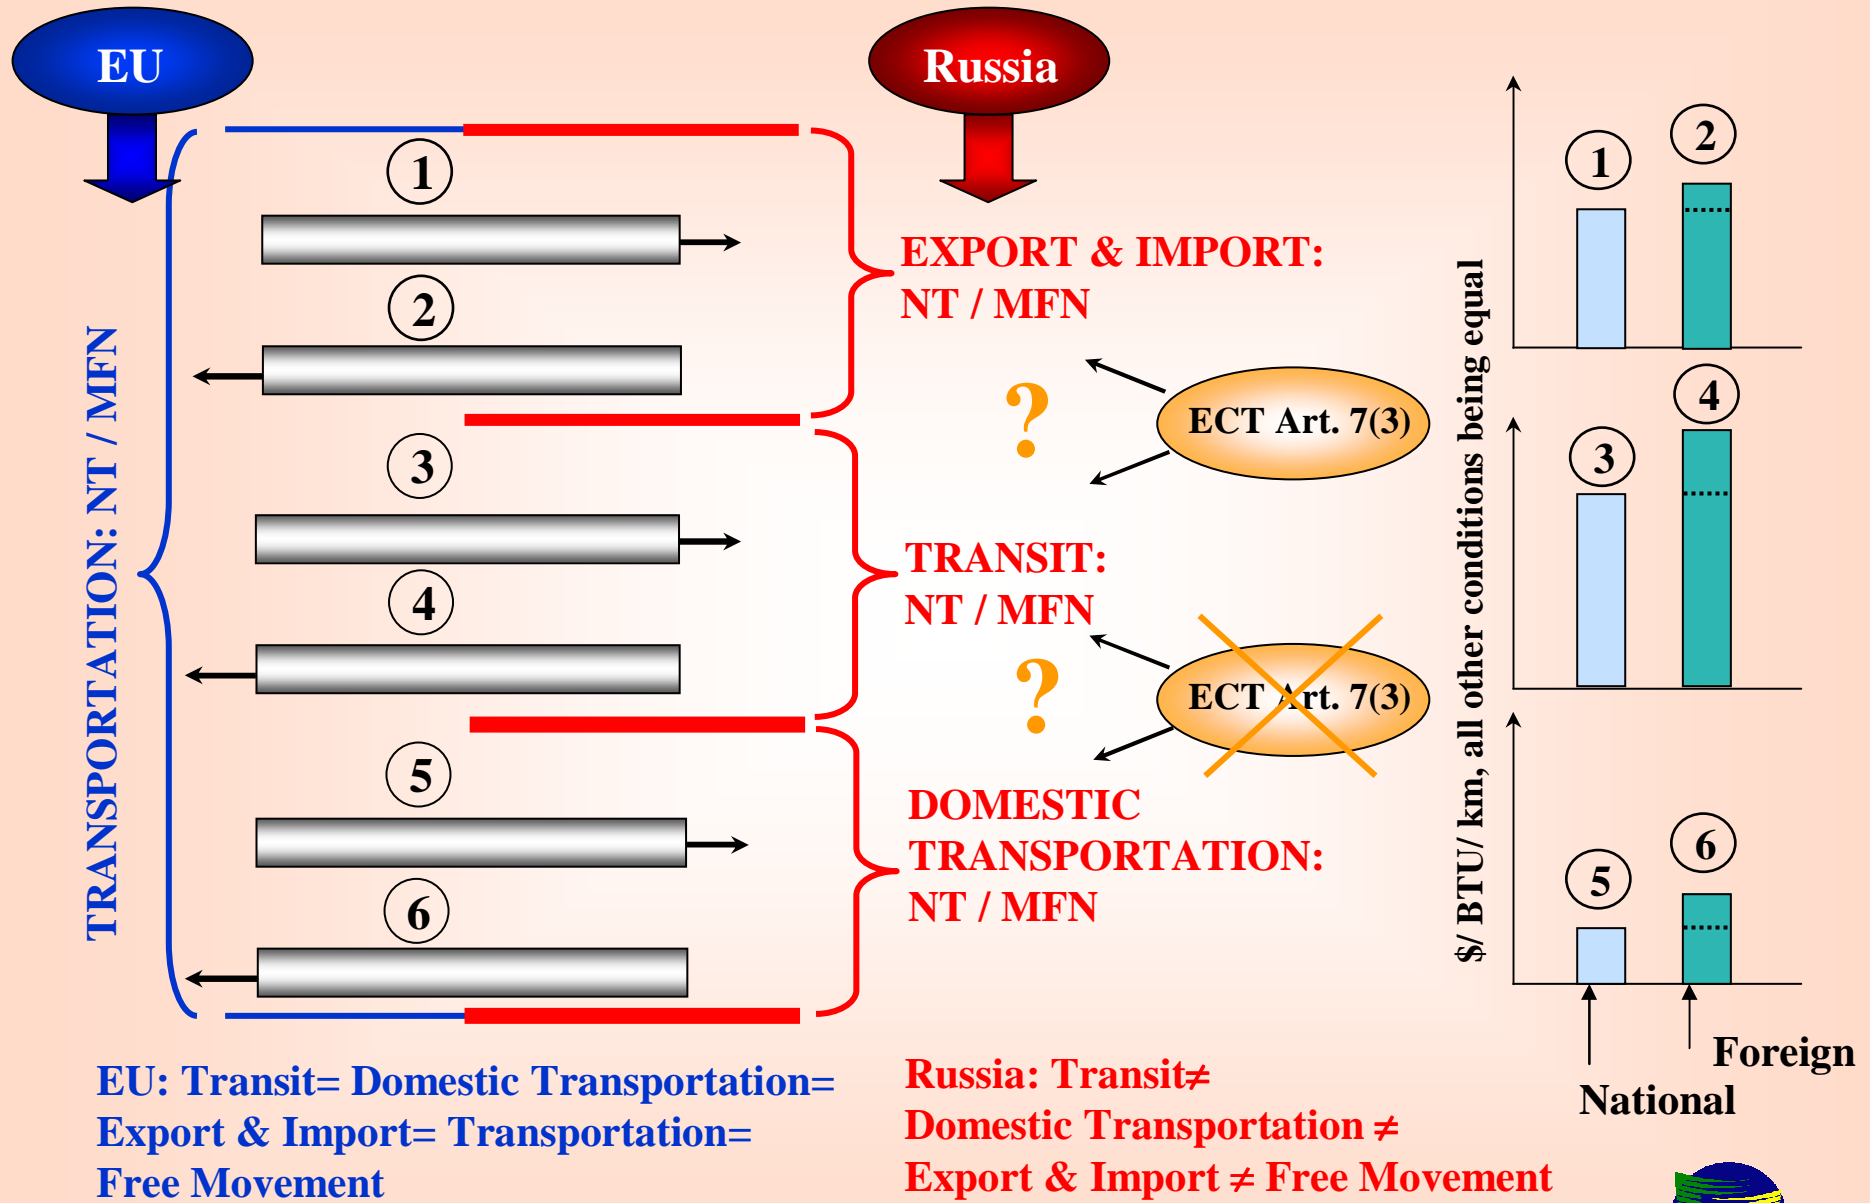 EU
Russia
TRANSPORTATION: NT / MFN
1
2
3
4
5
6
EXPORT & IMPORT:
NT / MFN
?
ECT Art. 7(3)
TRANSIT:
NT / MFN
?
ECT Art. 7(3)
DOMESTIC
TRANSPORTATION:
NT / MFN
$/ BTU/ km, all other conditions being equal
1
2
3
4
5
6
Foreign
National
EU: Transit= Domestic Transportation=
Export & Import= Transportation=
Free Movement
Russia: Transit≠
Domestic Transportation ≠
Export & Import ≠ Free Movement